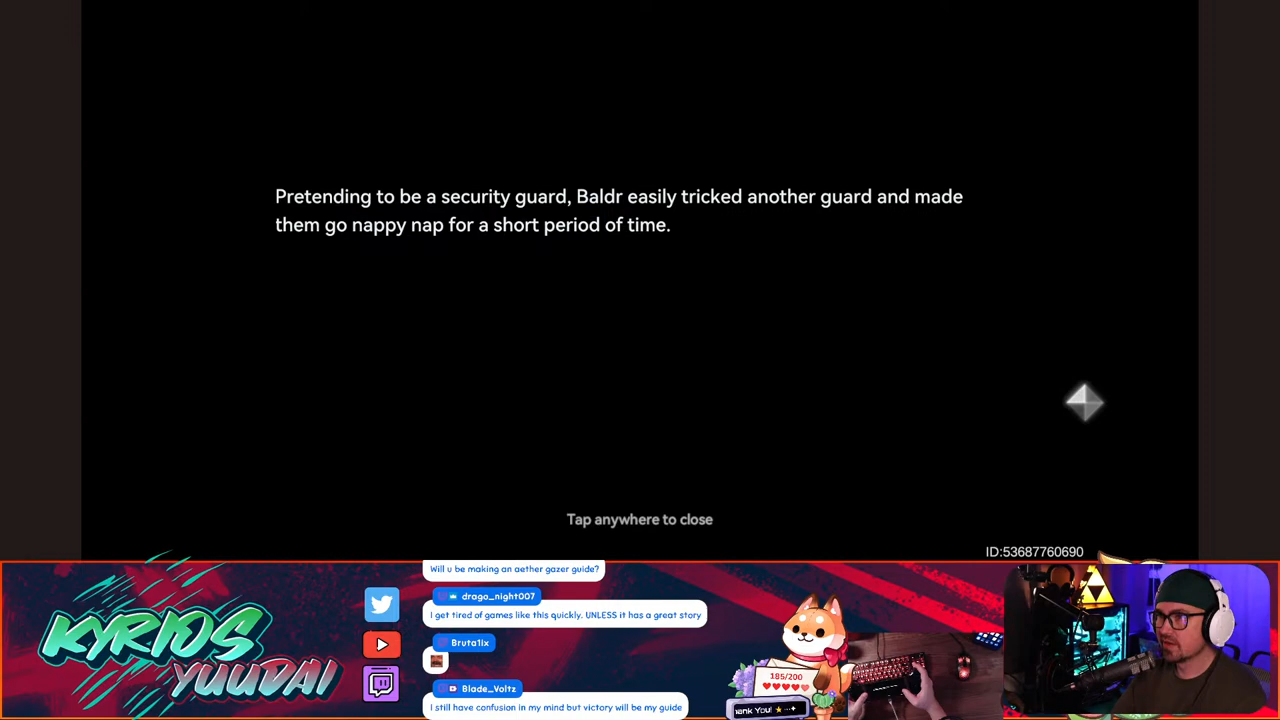 Pretending to be a security guard, Baldr easily tricked another guard and made
them go nappy nap for a short period of time.
Tap anywhere to close
ID:53687760690
Will u be making an aether gazer guide?
drago_night007
I get tired of games like this quickly. UNLESS it has a great story
Bruta1ix
Blade_Voltz
I still have confusion in my mind but victory will be my guide
KYRIOS
YUUDAI
185/200
Thank You!